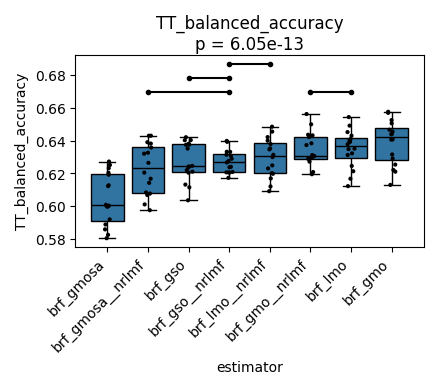 TT_balanced_accuracy
p = 6.05e-13
TT_balanced_accuracy
0.68
0.66
0.64
0.62
0.60
0.58
brf_gmosa
brf_gmosa__nrlmf
brf_gso
brf_gso__nrlmf
brf_lmo__nrlmf
brf_gmo__nrlmf
brf_lmo
brf_gmo
estimator